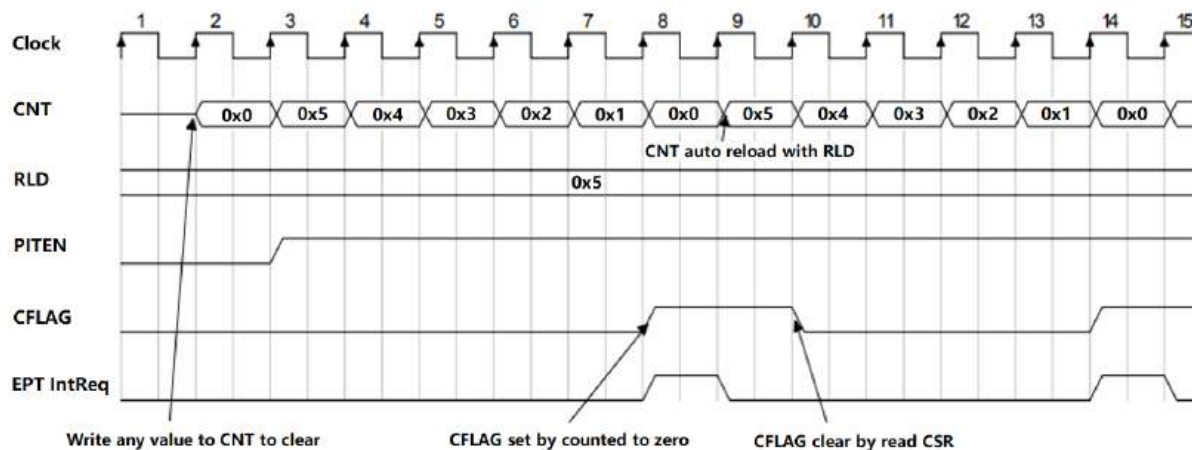 1 2 3 4 5 6 7 8 9 10 11 12 13 14 15
Clock
CNT 0x0 0x5 0x4 0x3 0x2 0x1 0x0 0x5 0x4 0x3 0x2 0x1 0x0
CNT auto reload with RLD
RLD 0x5
PITEN
CFLAG
EPT IntReq
Write any value to CNT to clear CFLAG set by counted to zero CFLAG clear by read CSR